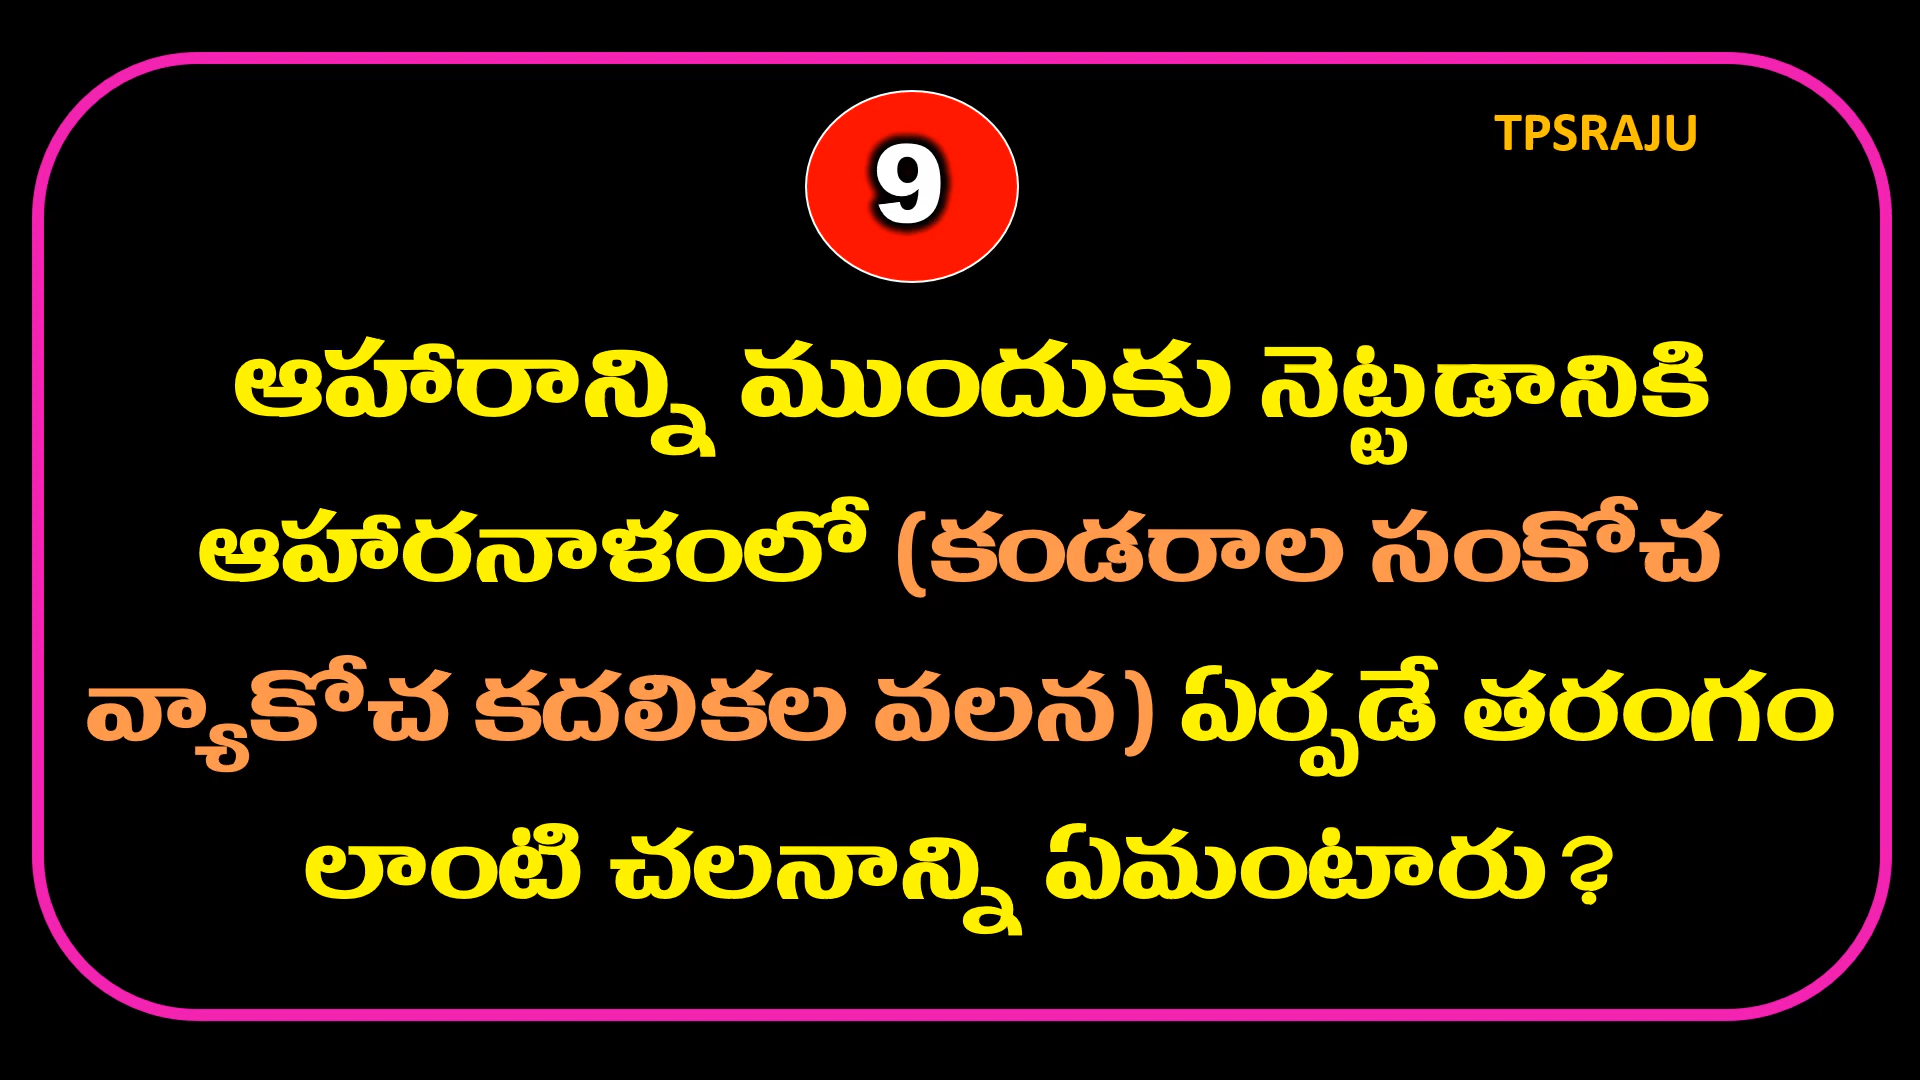 9
TPSRAJU
ఆహారాన్ని ముందుకు నెట్టడానికి
ఆహారనాళంలో (కండరాల సంకోచ
వ్యాకోచ కదలికల వలన) ఏర్పడే తరంగం
లాంటి చలనాన్ని ఏమంటారు?